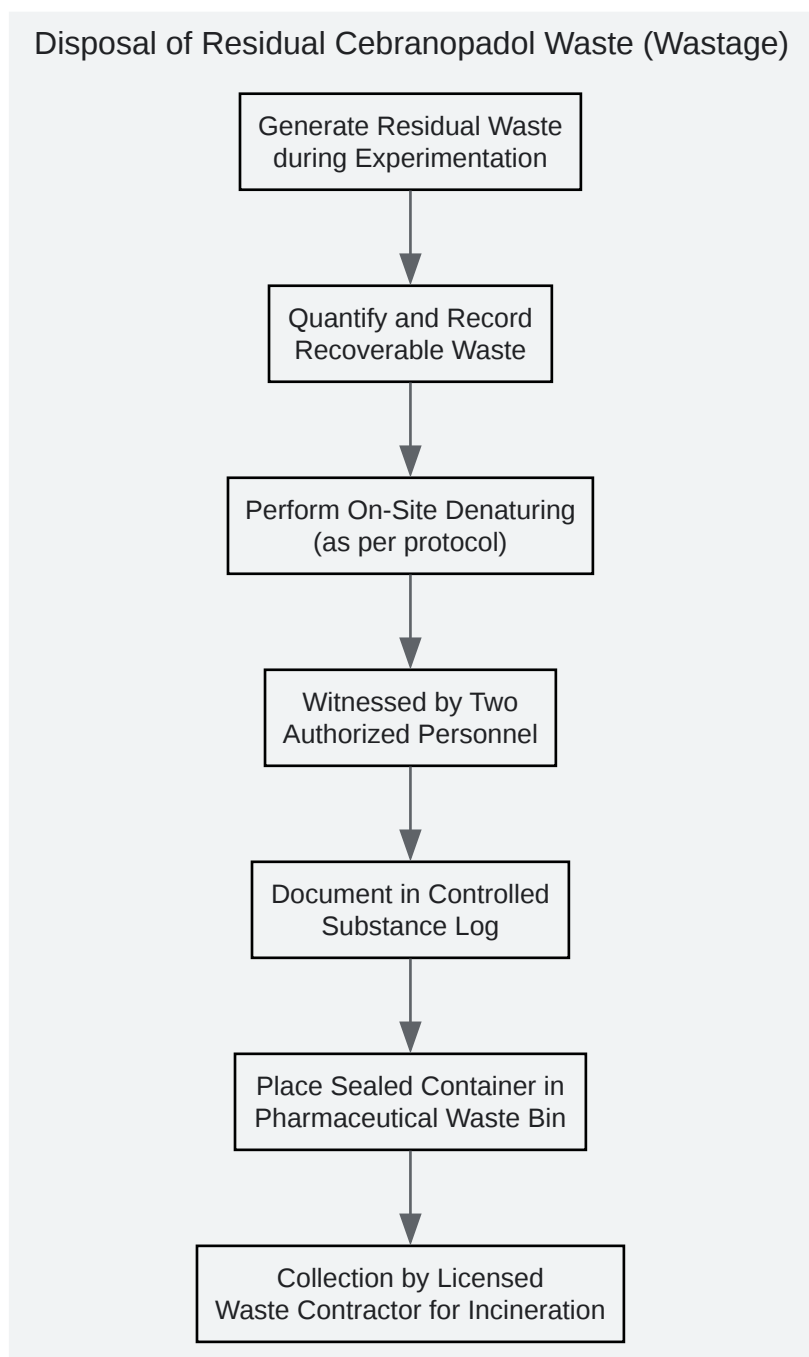 Disposal of Residual Cebranopadol Waste (Wastage)
Generate Residual Waste
during Experimentation
Quantify and Record
Recoverable Waste
Perform On-Site Denaturing
(as per protocol)
Witnessed by Two
Authorized Personnel
Document in Controlled
Substance Log
Place Sealed Container in
Pharmaceutical Waste Bin
Collection by Licensed
Waste Contractor for Incineration